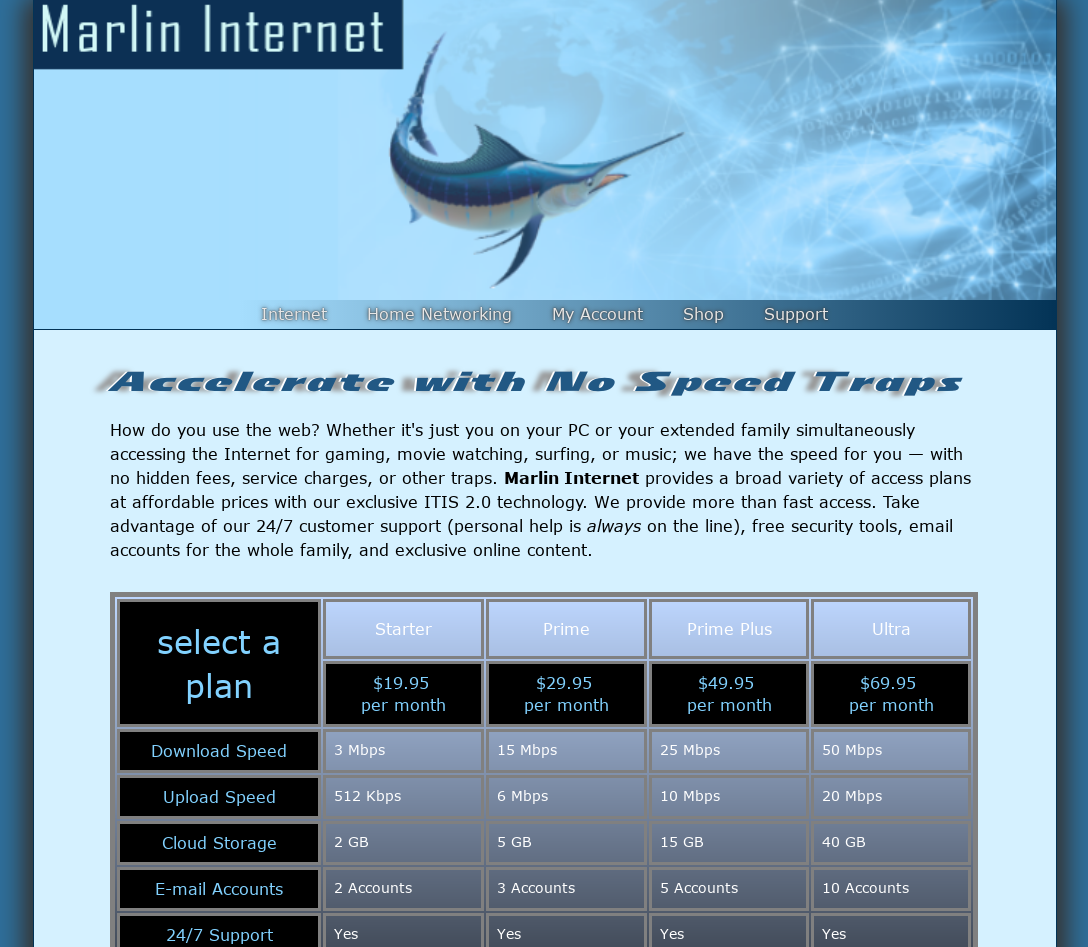 Marlin Internet
Internet Home Networking My Account Shop Support
Accelerate with No Speed Traps
How do you use the web? Whether it's just you on your PC or your extended family simultaneously
accessing the Internet for gaming, movie watching, surfing, or music; we have the speed for you — with
no hidden fees, service charges, or other traps. Marlin Internet provides a broad variety of access plans
at affordable prices with our exclusive ITIS 2.0 technology. We provide more than fast access. Take
advantage of our 24/7 customer support (personal help is always on the line), free security tools, email
accounts for the whole family, and exclusive online content.
select a
plan
Starter Prime Prime Plus Ultra
$19.95 $29.95 $49.95 $69.95
per month per month per month per month
Download Speed 3 Mbps 15 Mbps 25 Mbps 50 Mbps
Upload Speed 512 Kbps 6 Mbps 10 Mbps 20 Mbps
Cloud Storage 2 GB 5 GB 15 GB 40 GB
E-mail Accounts 2 Accounts 3 Accounts 5 Accounts 10 Accounts
24/7 Support Yes Yes Yes Yes